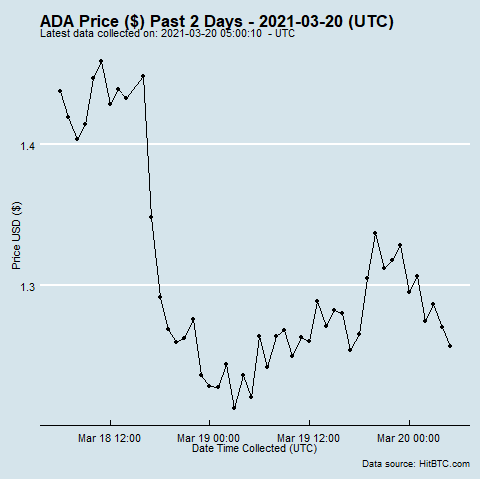 ADA Price ($) Past 2 Days - 2021-03-20 (UTC)
Latest data collected on: 2021-03-20 05:00:10  - UTC
1.4
Price USD ($)
1.3
Mar 18 12:00 Mar 19 00:00 Mar 19 12:00 Mar 20 00:00
Date Time Collected (UTC)
Data source: HitBTC.com